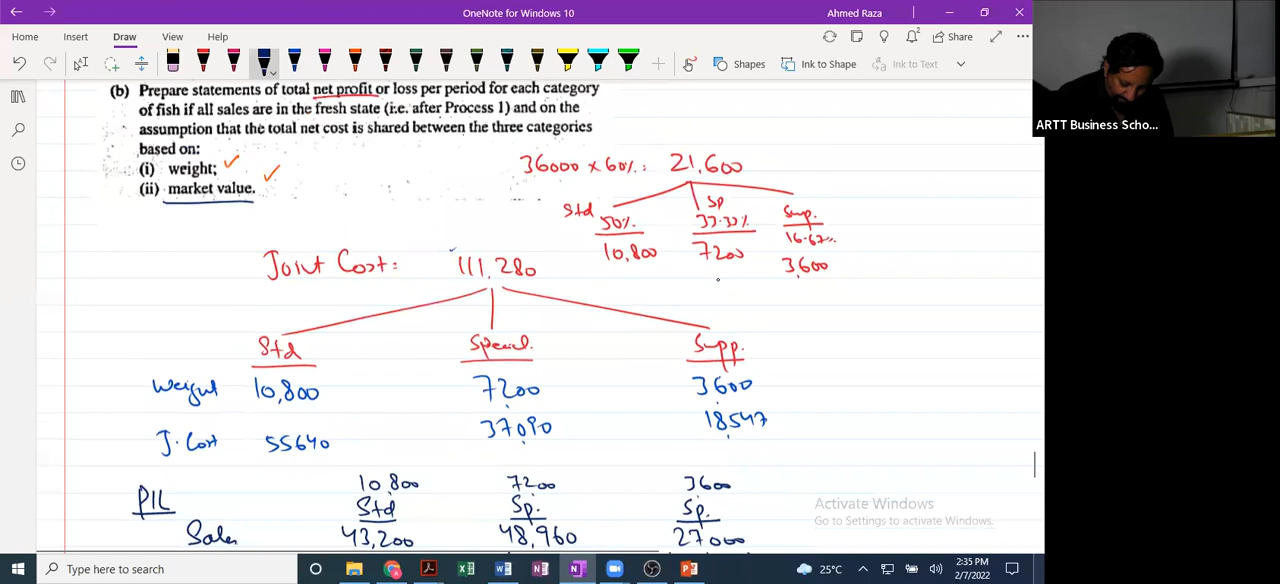 OneNote for Windows 10
Ahmed Raza
Home Insert Draw View Help
Share
Shapes Ink to Shape Ink to Text
(b) Prepare statements of total net profit or loss per period for each category
of fish if all sales are in the fresh state (i.e. after Process 1) and on the
assumption that the total net cost is shared between the three categories
based on:
(i) weight;
(ii) market value.
36000 x 60%: 21,600
Std Sp Sup.
50% 33.33% 16.67%
10,800 7200 3,600
Joint Cost: 111,280
Std Special. Supp.
Weight 10,800 7200 3600
J. Cost 55640 37090 18547
10,800 7200 3600
P/L Std Sp. Sp.
Sales 43,200 48,960 27000
Activate Windows
Go to Settings to activate Windows.
ARTT Business Scho...
Type here to search
25°C
2:35 PM
2/7/2022